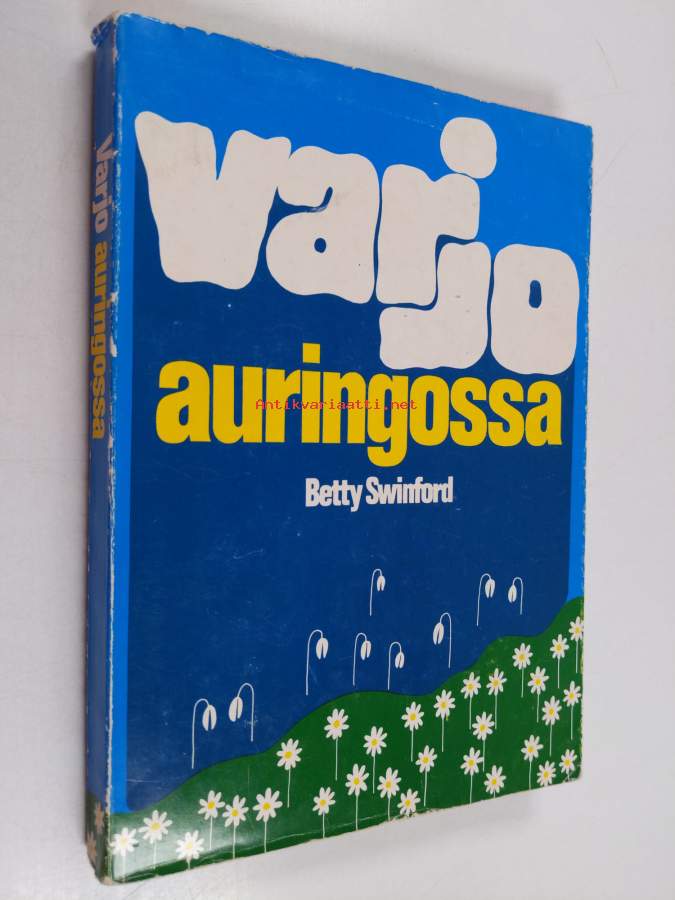 varjo
auringossa
Antikvariaatti.net
Betty Swinford
Varjo auringossa